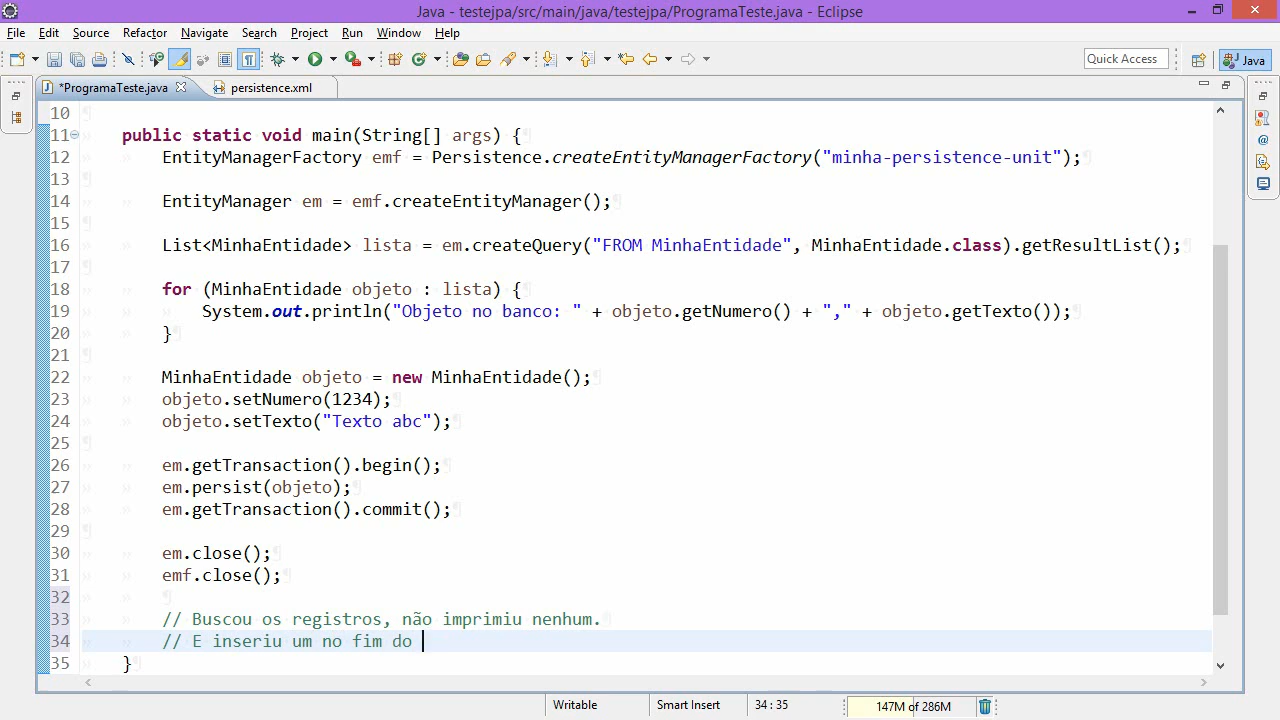 Java - testejpa/src/main/java/testejpa/ProgramaTeste.java - Eclipse
File Edit Source Refactor Navigate Search Project Run Window Help
Quick Access Java
*ProgramaTeste.java persistence.xml
10
11 public static void main(String[] args) {
12 EntityManagerFactory emf = Persistence.createEntityManagerFactory("minha-persistence-unit");
13
14 EntityManager em = emf.createEntityManager();
15
16 List<MinhaEntidade> lista = em.createQuery("FROM MinhaEntidade", MinhaEntidade.class).getResultList();
17
18 for (MinhaEntidade objeto : lista) {
19 System.out.println("Objeto no banco: " + objeto.getNumero() + "," + objeto.getTexto());
20 }
21
22 MinhaEntidade objeto = new MinhaEntidade();
23 objeto.setNumero(1234);
24 objeto.setTexto("Texto abc");
25
26 em.getTransaction().begin();
27 em.persist(objeto);
28 em.getTransaction().commit();
29
30 em.close();
31 emf.close();
32
33 // Buscou os registros, não imprimiu nenhum.
34 // E inseriu um no fim do
35 }
Writable Smart Insert 34 : 35 147M of 286M